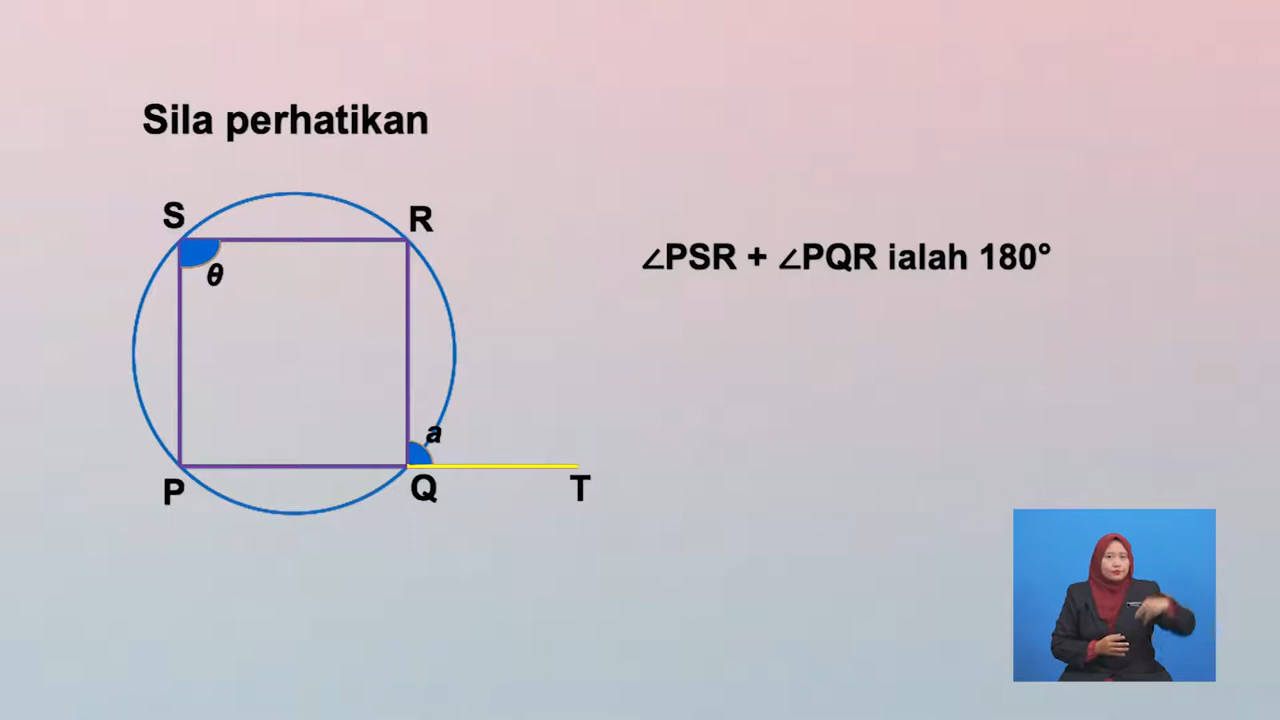 Sila perhatikan
S
R
θ
∠PSR + ∠PQR ialah 180°
a
P
Q
T